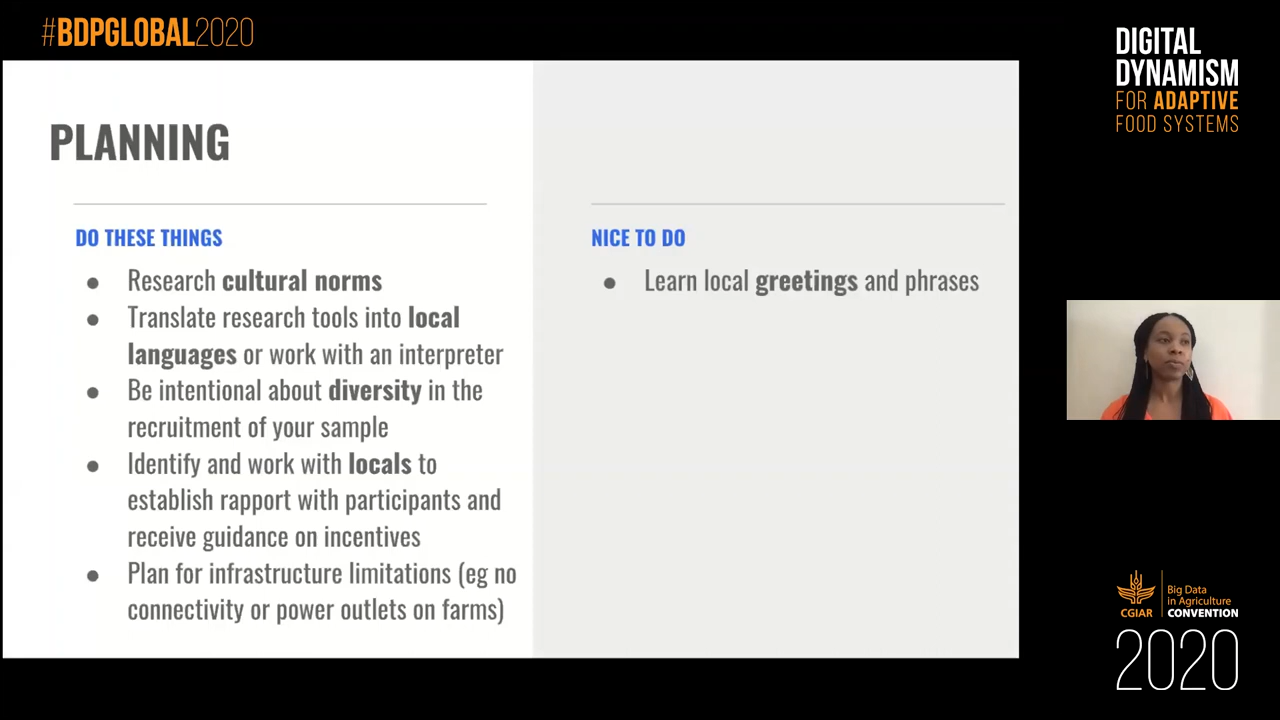 #BDPGLOBAL2020
DIGITAL
DYNAMISM
FOR ADAPTIVE
FOOD SYSTEMS
PLANNING
DO THESE THINGS
● Research cultural norms
● Translate research tools into local
languages or work with an interpreter
● Be intentional about diversity in the
recruitment of your sample
● Identify and work with locals to
establish rapport with participants and
receive guidance on incentives
● Plan for infrastructure limitations (eg no
connectivity or power outlets on farms)
NICE TO DO
● Learn local greetings and phrases
CGIAR
Big Data
in Agriculture
CONVENTION
2020